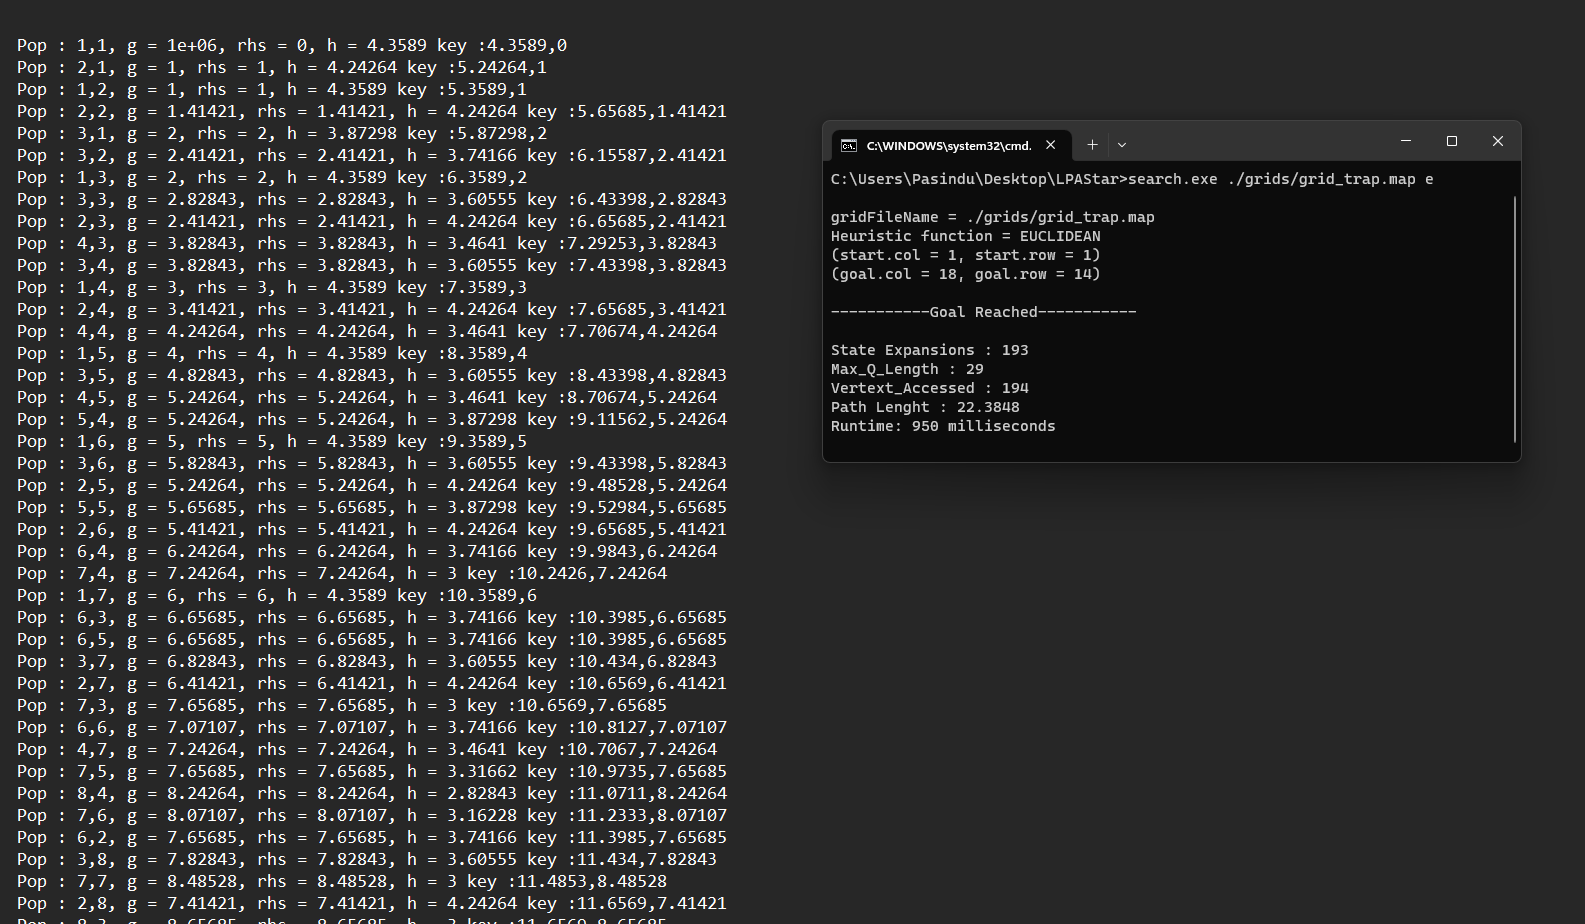 Pop : 1,1, g = 1e+06, rhs = 0, h = 4.3589 key :4.3589,0
Pop : 2,1, g = 1, rhs = 1, h = 4.24264 key :5.24264,1
Pop : 1,2, g = 1, rhs = 1, h = 4.3589 key :5.3589,1
Pop : 2,2, g = 1.41421, rhs = 1.41421, h = 4.24264 key :5.65685,1.41421
Pop : 3,1, g = 2, rhs = 2, h = 3.87298 key :5.87298,2
Pop : 3,2, g = 2.41421, rhs = 2.41421, h = 3.74166 key :6.15587,2.41421
Pop : 1,3, g = 2, rhs = 2, h = 4.3589 key :6.3589,2
Pop : 3,3, g = 2.82843, rhs = 2.82843, h = 3.60555 key :6.43398,2.82843
Pop : 2,3, g = 2.41421, rhs = 2.41421, h = 4.24264 key :6.65685,2.41421
Pop : 4,3, g = 3.82843, rhs = 3.82843, h = 3.4641 key :7.29253,3.82843
Pop : 3,4, g = 3.82843, rhs = 3.82843, h = 3.60555 key :7.43398,3.82843
Pop : 1,4, g = 3, rhs = 3, h = 4.3589 key :7.3589,3
Pop : 2,4, g = 3.41421, rhs = 3.41421, h = 4.24264 key :7.65685,3.41421
Pop : 4,4, g = 4.24264, rhs = 4.24264, h = 3.4641 key :7.70674,4.24264
Pop : 1,5, g = 4, rhs = 4, h = 4.3589 key :8.3589,4
Pop : 3,5, g = 4.82843, rhs = 4.82843, h = 3.60555 key :8.43398,4.82843
Pop : 4,5, g = 5.24264, rhs = 5.24264, h = 3.4641 key :8.70674,5.24264
Pop : 5,4, g = 5.24264, rhs = 5.24264, h = 3.87298 key :9.11562,5.24264
Pop : 1,6, g = 5, rhs = 5, h = 4.3589 key :9.3589,5
Pop : 3,6, g = 5.82843, rhs = 5.82843, h = 3.60555 key :9.43398,5.82843
Pop : 2,5, g = 5.24264, rhs = 5.24264, h = 4.24264 key :9.48528,5.24264
Pop : 5,5, g = 5.65685, rhs = 5.65685, h = 3.87298 key :9.52984,5.65685
Pop : 2,6, g = 5.41421, rhs = 5.41421, h = 4.24264 key :9.65685,5.41421
Pop : 6,4, g = 6.24264, rhs = 6.24264, h = 3.74166 key :9.9843,6.24264
Pop : 7,4, g = 7.24264, rhs = 7.24264, h = 3 key :10.2426,7.24264
Pop : 1,7, g = 6, rhs = 6, h = 4.3589 key :10.3589,6
Pop : 6,3, g = 6.65685, rhs = 6.65685, h = 3.74166 key :10.3985,6.65685
Pop : 6,5, g = 6.65685, rhs = 6.65685, h = 3.74166 key :10.3985,6.65685
Pop : 3,7, g = 6.82843, rhs = 6.82843, h = 3.60555 key :10.434,6.82843
Pop : 2,7, g = 6.41421, rhs = 6.41421, h = 4.24264 key :10.6569,6.41421
Pop : 7,3, g = 7.65685, rhs = 7.65685, h = 3 key :10.6569,7.65685
Pop : 6,6, g = 7.07107, rhs = 7.07107, h = 3.74166 key :10.8127,7.07107
Pop : 4,7, g = 7.24264, rhs = 7.24264, h = 3.4641 key :10.7067,7.24264
Pop : 7,5, g = 7.65685, rhs = 7.65685, h = 3.31662 key :10.9735,7.65685
Pop : 8,4, g = 8.24264, rhs = 8.24264, h = 2.82843 key :11.0711,8.24264
Pop : 7,6, g = 8.07107, rhs = 8.07107, h = 3.16228 key :11.2333,8.07107
Pop : 6,2, g = 7.65685, rhs = 7.65685, h = 3.74166 key :11.3985,7.65685
Pop : 3,8, g = 7.82843, rhs = 7.82843, h = 3.60555 key :11.434,7.82843
Pop : 7,7, g = 8.48528, rhs = 8.48528, h = 3 key :11.4853,8.48528
Pop : 2,8, g = 7.41421, rhs = 7.41421, h = 4.24264 key :11.6569,7.41421
Pop : 8,3, g = 8.65685, rhs = 8.65685, h = 3 key :11.6569,8.65685
C:\WINDOWS\system32\cmd.
C:\Users\Pasindu\Desktop\LPAStar>search.exe ./grids/grid_trap.map e
gridFileName = ./grids/grid_trap.map
Heuristic function = EUCLIDEAN
(start.col = 1, start.row = 1)
(goal.col = 18, goal.row = 14)
-----------Goal Reached-----------
State Expansions : 193
Max_Q_Length : 29
Vertext_Accessed : 194
Path Lenght : 22.3848
Runtime: 950 milliseconds